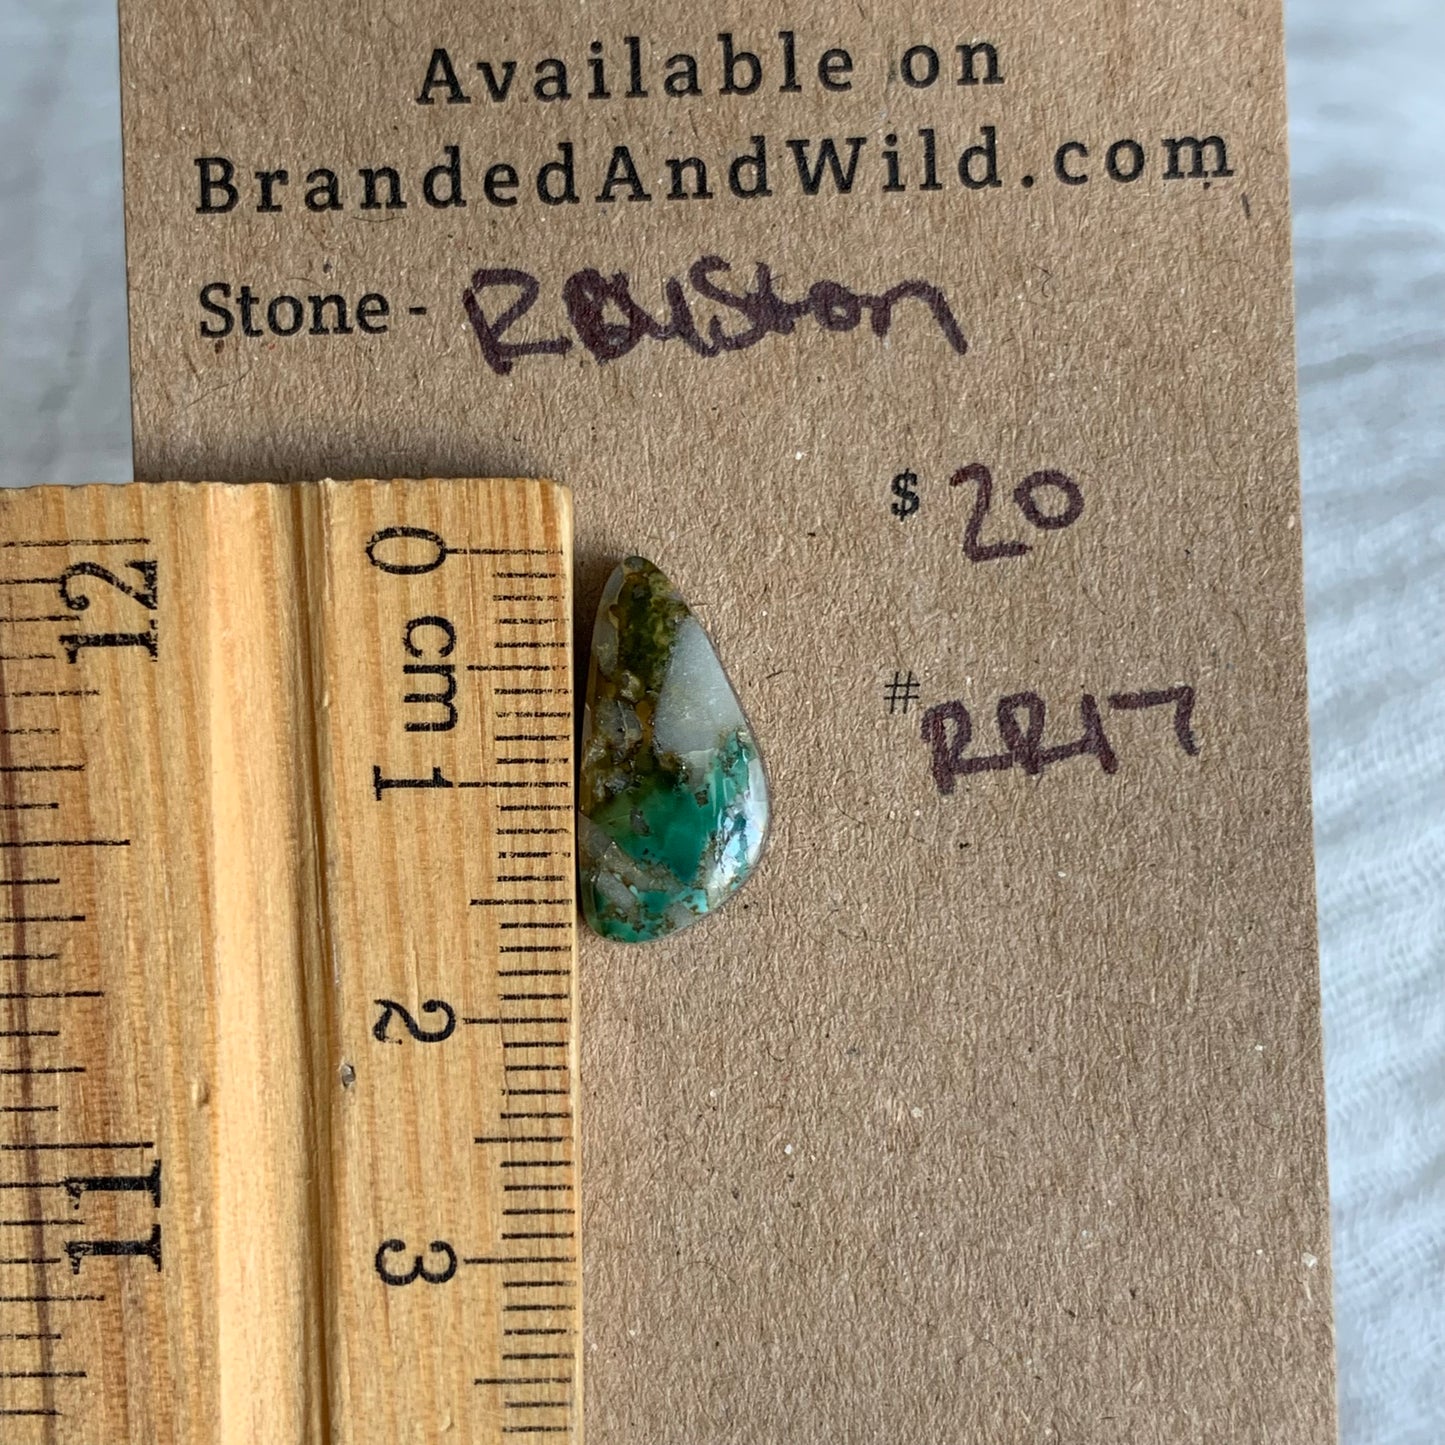 Available on
BrandedAndWild.com
Stone - Royston
$ 20
# RR17
0 cm 1 2 3
12 11